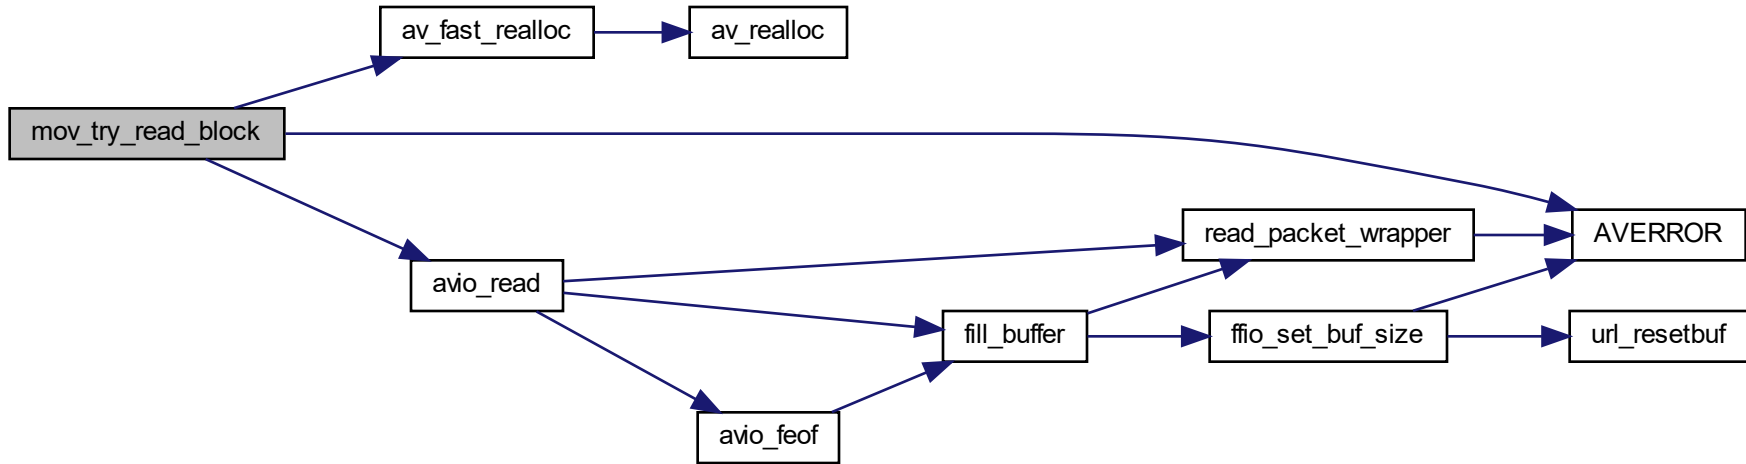 av_fast_realloc
av_realloc
mov_try_read_block
read_packet_wrapper
AVERROR
avio_read
fill_buffer
ffio_set_buf_size
url_resetbuf
avio_feof